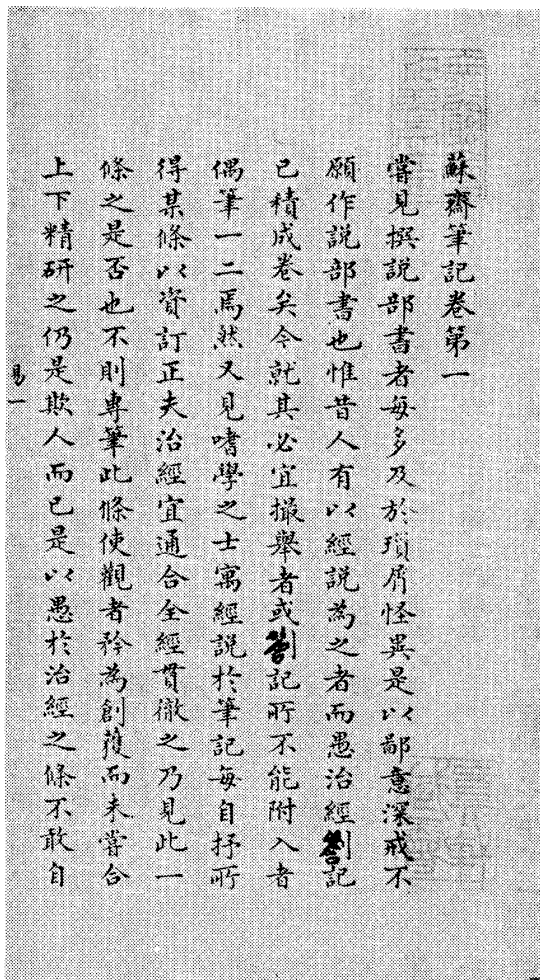 蘇齋筆記卷第一
嘗見撰説部書者每多及於瑣屑怪異是以鄙意深戒不
願作説部書也惟昔人有以經說為之者而愚治經劄記
已積成卷矣今就其必宜撮舉者或劄記所不能附入者
偶筆一二焉然又見嗜學之士寓經説於筆記每自抒所
得某條以資訂正夫治經宜通合全經貫徹之乃見此一
條之是否也不則專筆此條使觀者矜為創獲而未嘗合
上下精研之仍是欺人而已是以愚於治經之條不敢自
易一